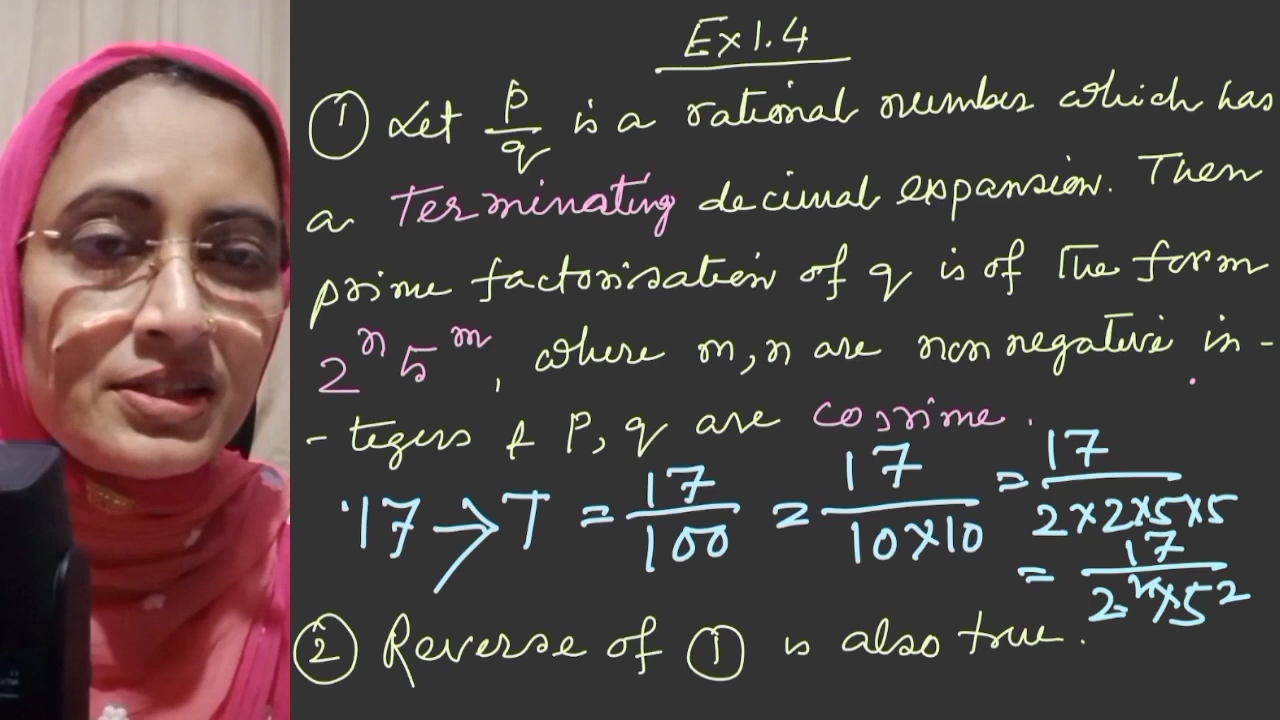 Ex 1.4
① Let p/q is a rational number which has
a Terminating decimal expansion. Then
prime factorisation of q is of the form
2^n 5^m, where m, n are non negative in-
-tegers & P, q are coprime.
.17 → T = 17/100 = 17/10×10 = 17/2×2×5×5
= 17/2^2×5^2
② Reverse of ① is also true.